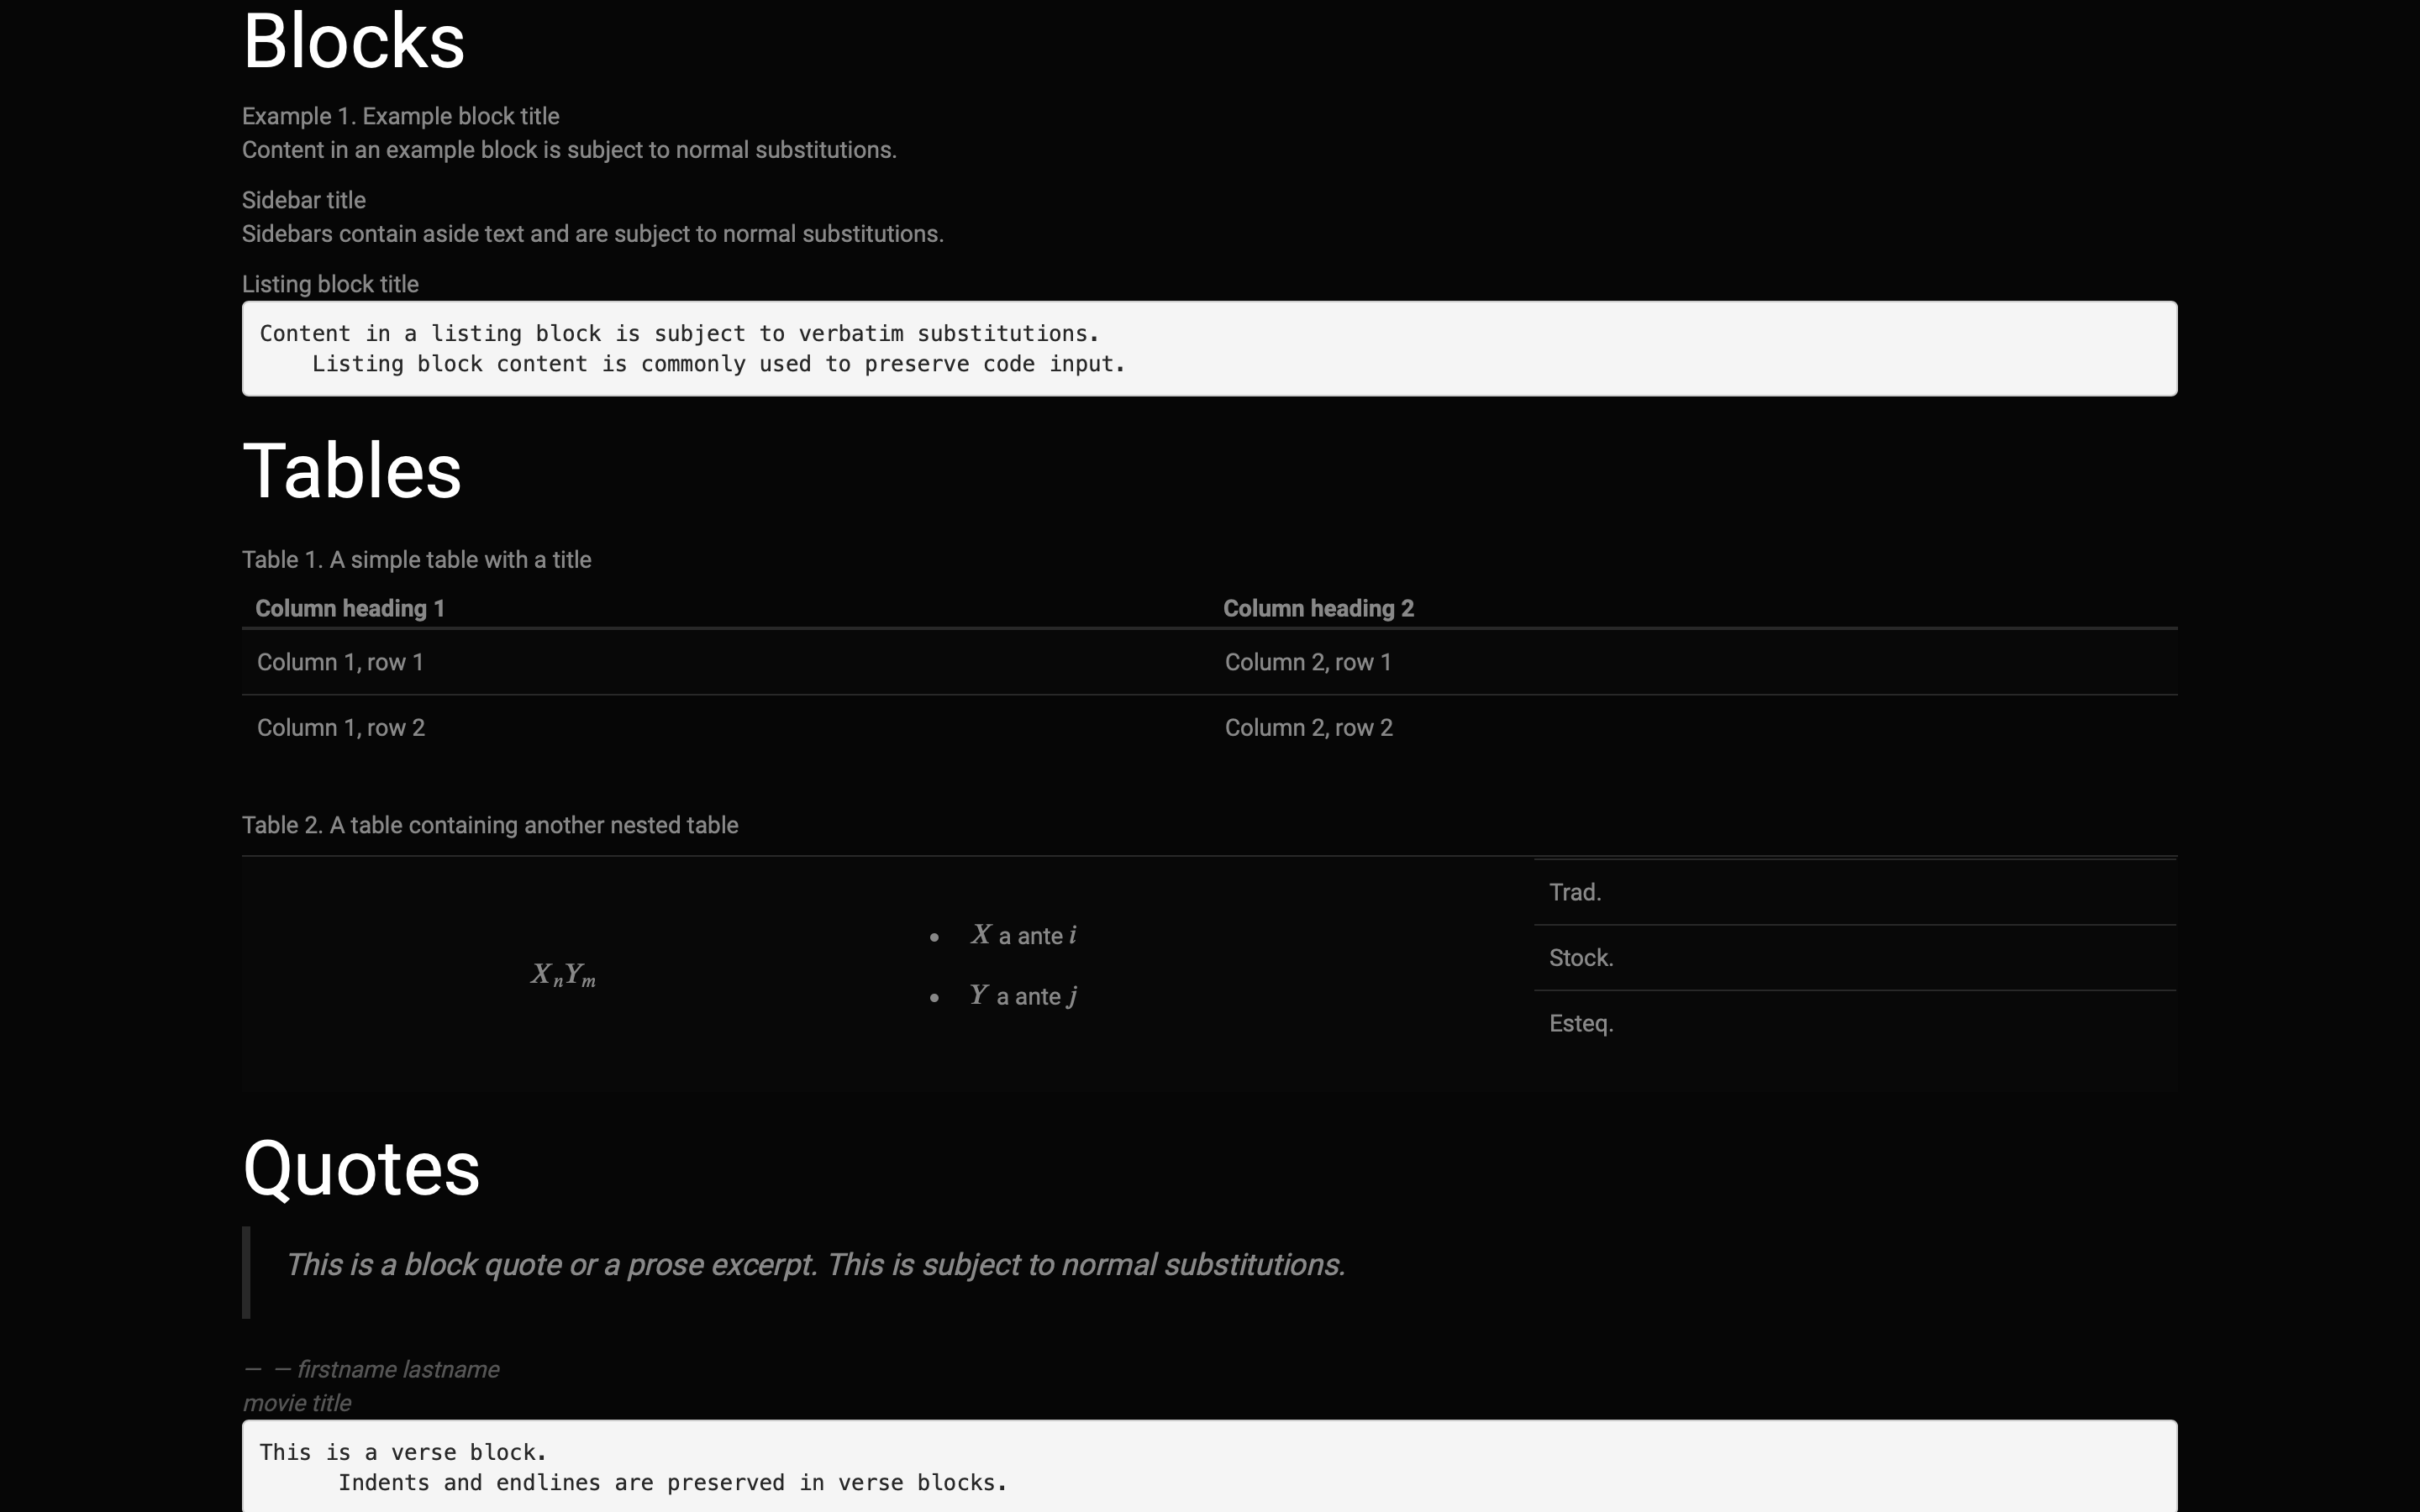 Blocks
Example 1. Example block title
Content in an example block is subject to normal substitutions.
Sidebar title
Sidebars contain aside text and are subject to normal substitutions.
Listing block title
Content in a listing block is subject to verbatim substitutions.
    Listing block content is commonly used to preserve code input.
Tables
Table 1. A simple table with a title
Column heading 1 Column heading 2
Column 1, row 1 Column 2, row 1
Column 1, row 2 Column 2, row 2
Table 2. A table containing another nested table
XnYm
• X a ante i
• Y a ante j
Trad.
Stock.
Esteq.
Quotes
This is a block quote or a prose excerpt. This is subject to normal substitutions.
— — firstname lastname
movie title
This is a verse block.
      Indents and endlines are preserved in verse blocks.